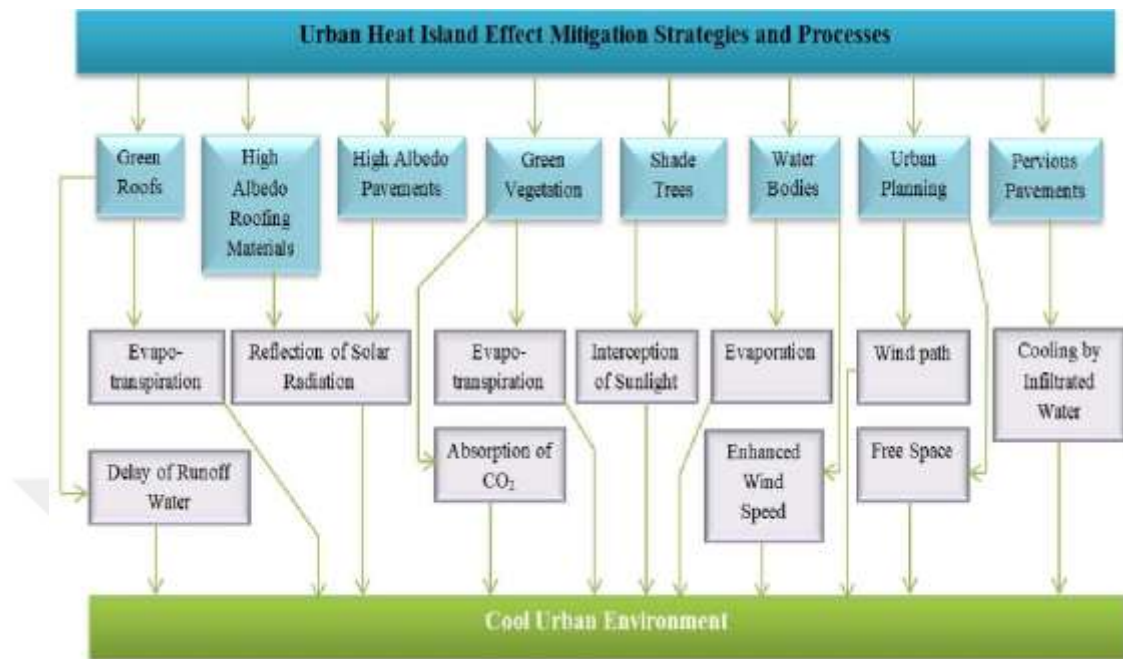 Urban Heat Island Effect Mitigation Strategies and Processes
Green
Roofs
High
Albedo
Roofing
Materials
High Albedo
Pavements
Green
Vegetation
Shade
Trees
Water
Bodies
Urban
Planning
Pervious
Pavements
Evapo-
transpiration
Reflection of Solar
Radiation
Evapo-
transpiration
Interception
of Sunlight
Evaporation
Wind path
Cooling by
Infiltrated
Water
Delay of Runoff
Water
Absorption of
CO₂
Enhanced
Wind
Speed
Free Space
Cool Urban Environment